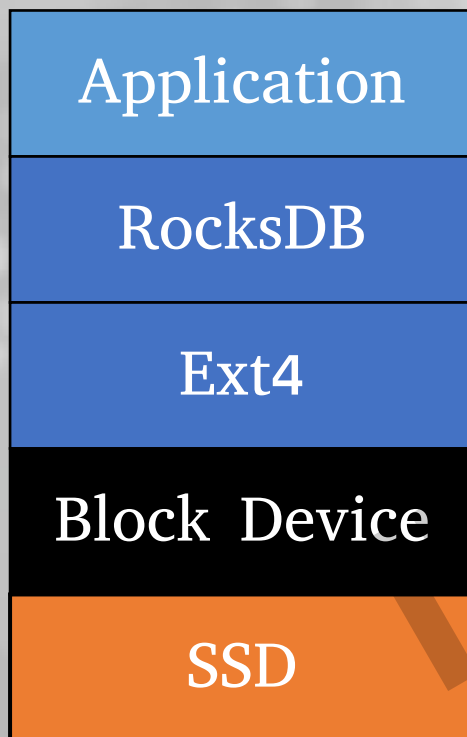 Application
RocksDB
Ext4
Block Device
SSD